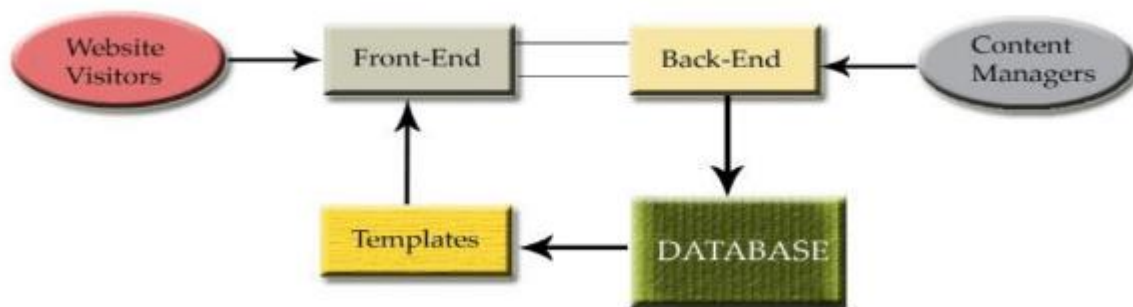 Website
Visitors
Front-End
Back-End
Content
Managers
Templates
DATABASE